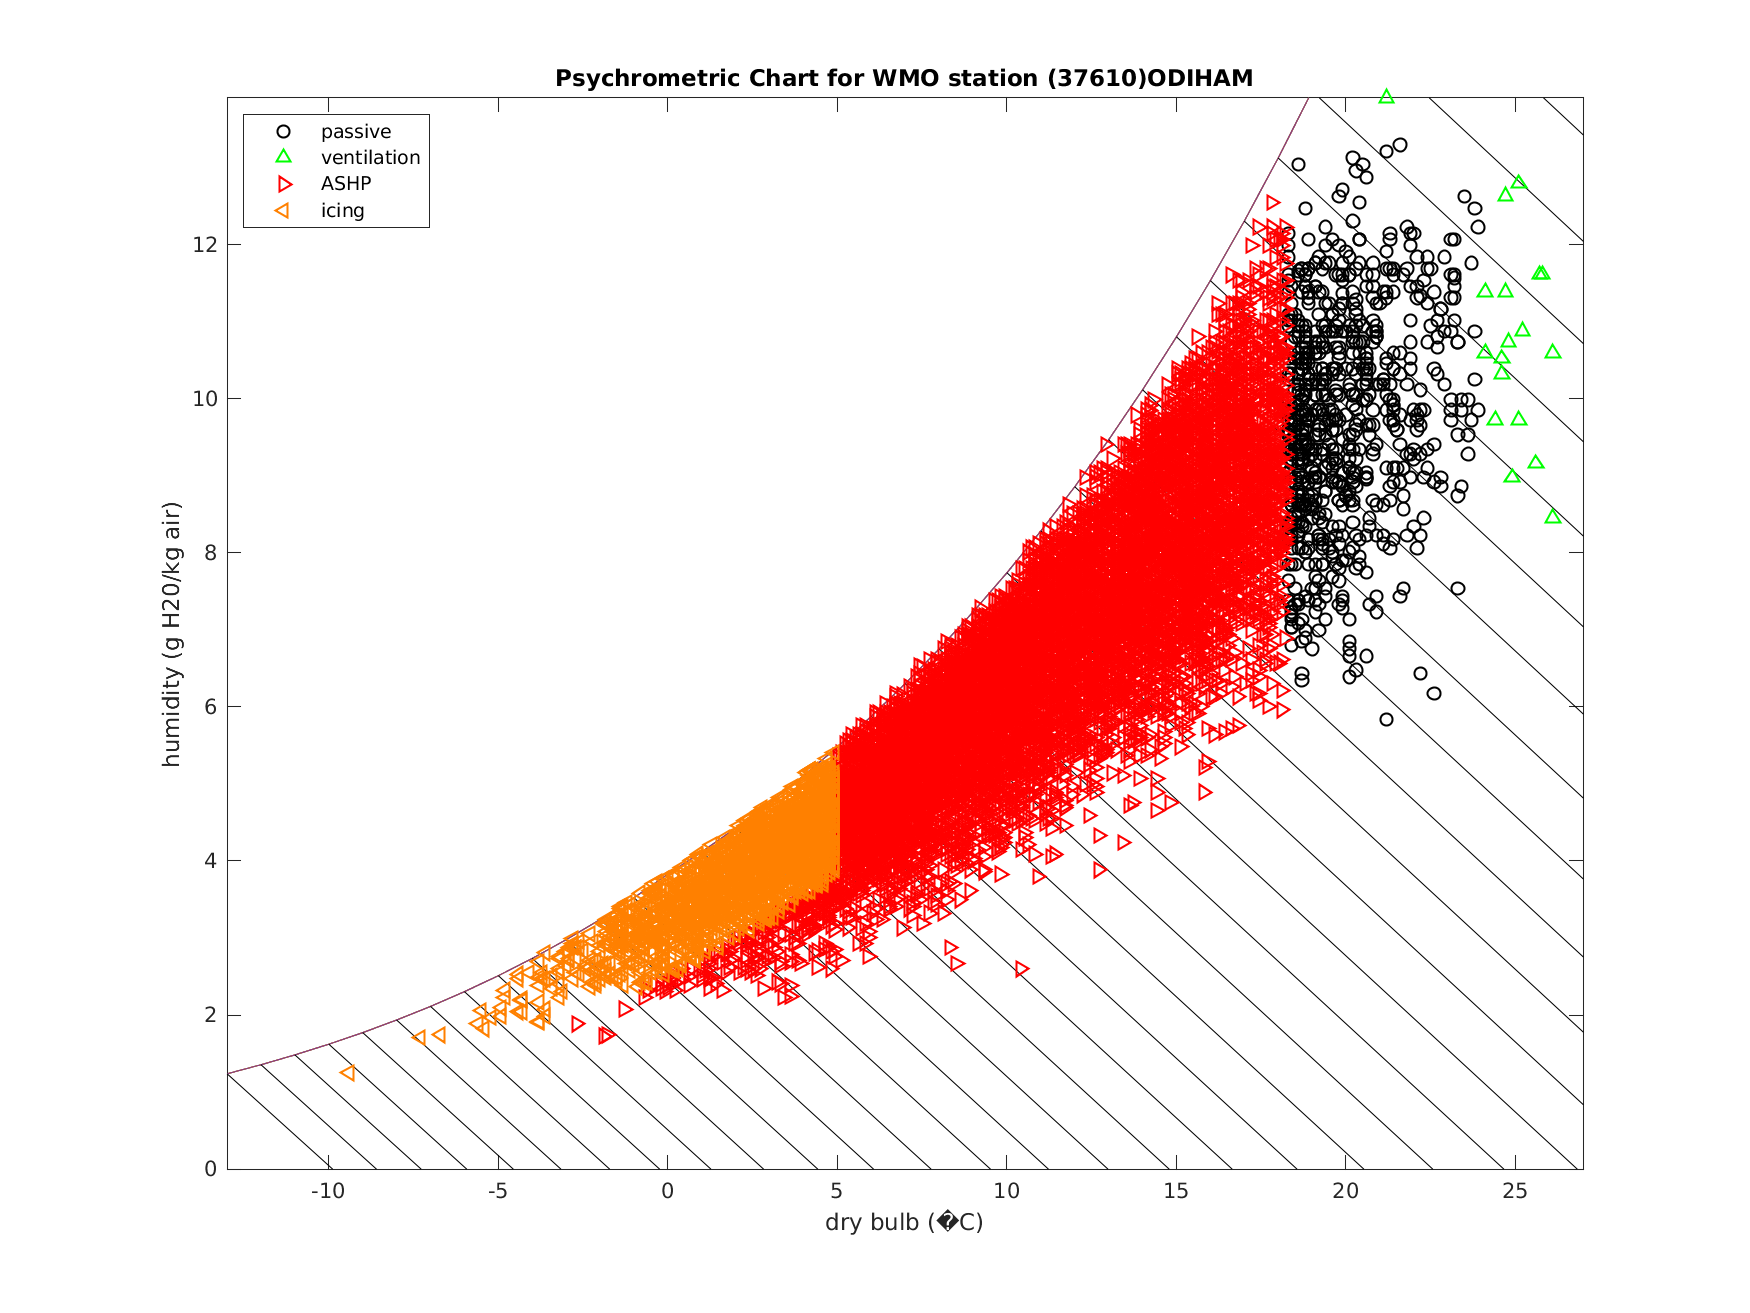 Psychrometric Chart for WMO station (37610)ODIHAM
passive
ventilation
ASHP
icing
humidity (g H20/kg air)
12
10
8
6
4
2
0
-10 -5 0 5 10 15 20 25
dry bulb (�C)